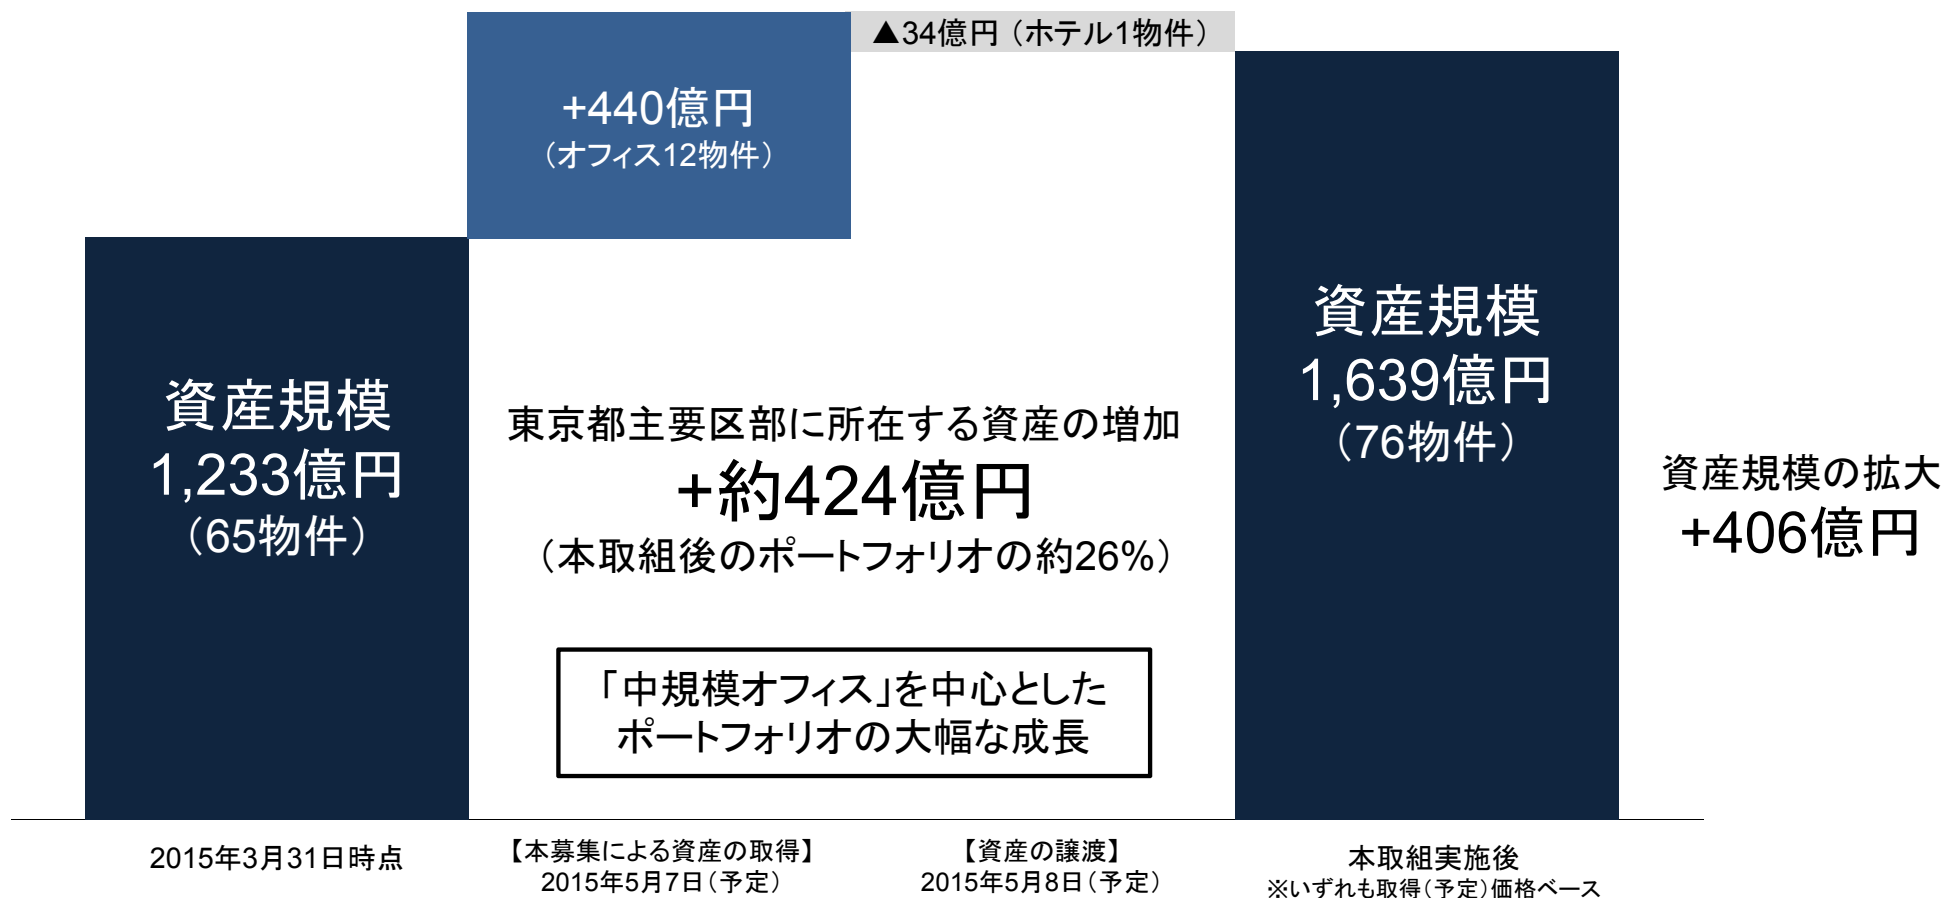 ▲34億円（ホテル1物件）
+440億円
（オフィス12物件）
資産規模
1,233億円
（65物件）
東京都主要区部に所在する資産の増加
+約424億円
（本取組後のポートフォリオの約26%）
「中規模オフィス」を中心とした
ポートフォリオの大幅な成長
資産規模
1,639億円
（76物件）
資産規模の拡大
+406億円
2015年3月31日時点
【本募集による資産の取得】
2015年5月7日（予定）
【資産の譲渡】
2015年5月8日（予定）
本取組実施後
※いずれも取得（予定）価格ベース